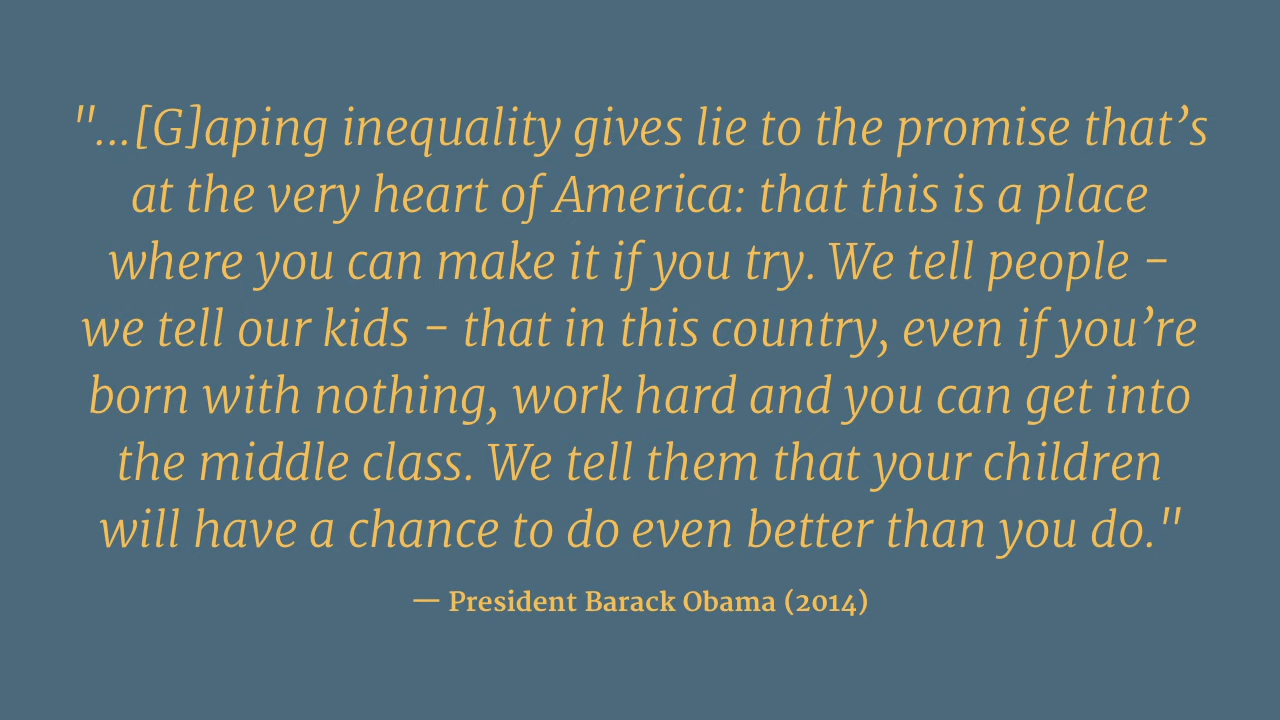 "...[G]aping inequality gives lie to the promise that’s
at the very heart of America: that this is a place
where you can make it if you try. We tell people –
we tell our kids – that in this country, even if you’re
born with nothing, work hard and you can get into
the middle class. We tell them that your children
will have a chance to do even better than you do."
— President Barack Obama (2014)